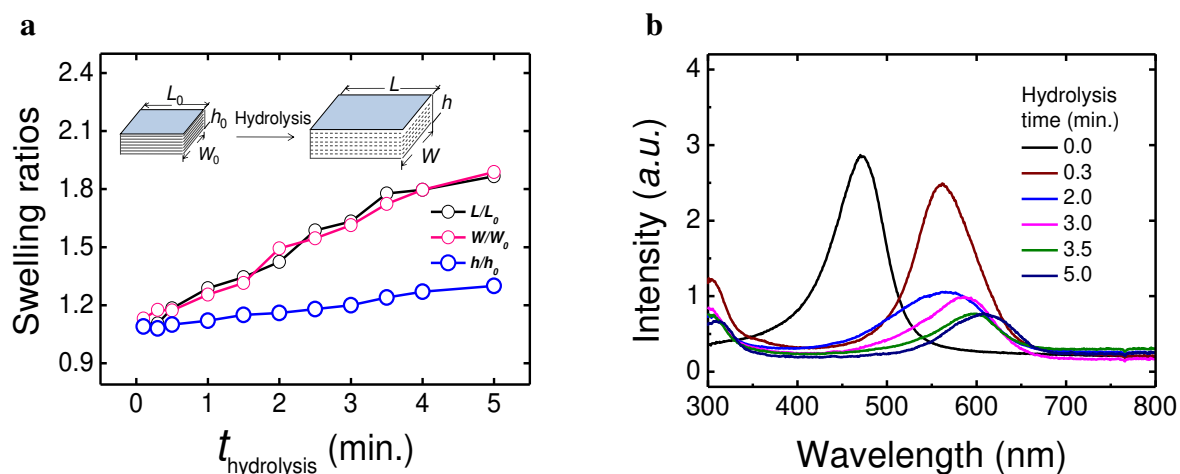 a
Swelling ratios
2.4
2.1
1.8
1.5
1.2
0.9
L₀
h₀
W₀
Hydrolysis
L
h
W
L/L₀
W/W₀
h/h₀
0 1 2 3 4 5
t hydrolysis (min.)
b
Intensity (a.u.)
4
3
2
1
0
Hydrolysis
time (min.)
0.0
0.3
2.0
3.0
3.5
5.0
300 400 500 600 700 800
Wavelength (nm)